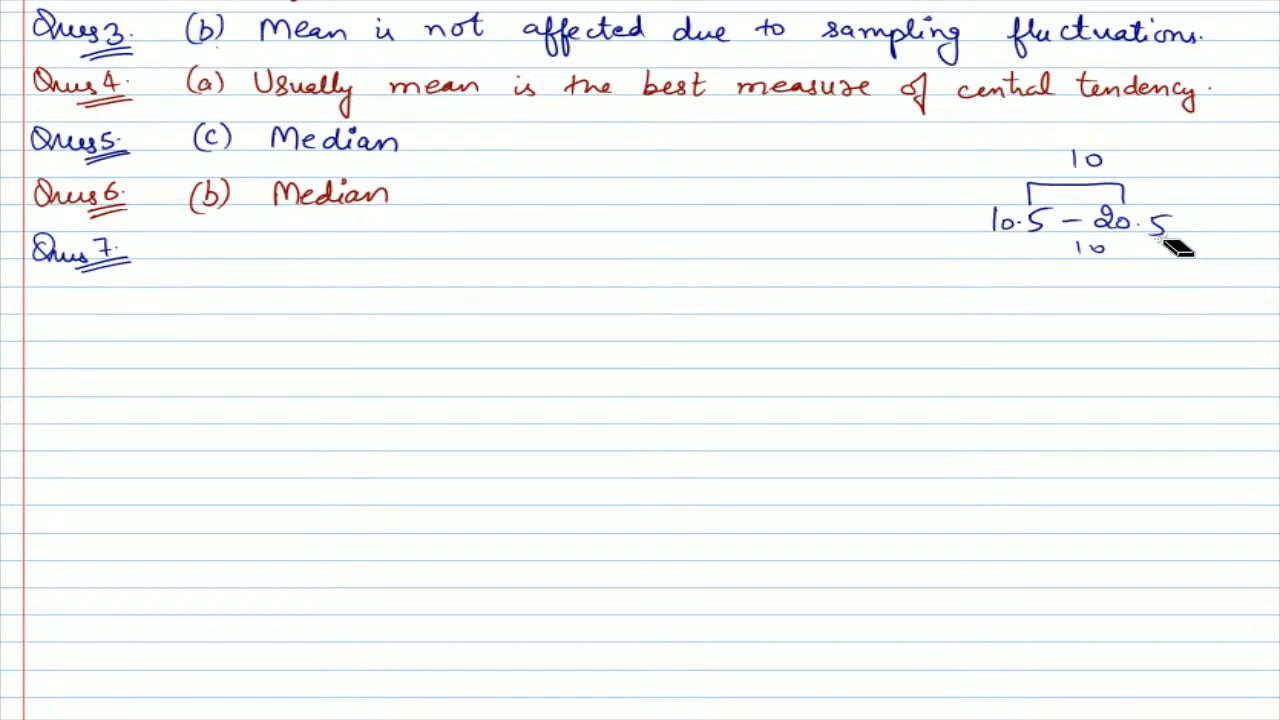 Ques 3. (b) Mean is not affected due to sampling fluctuations.
Ques 4. (a) Usually mean is the best measure of central tendency.
Ques 5. (c) Median
10
Ques 6. (b) Median
10.5 - 20.5
10
Ques 7.